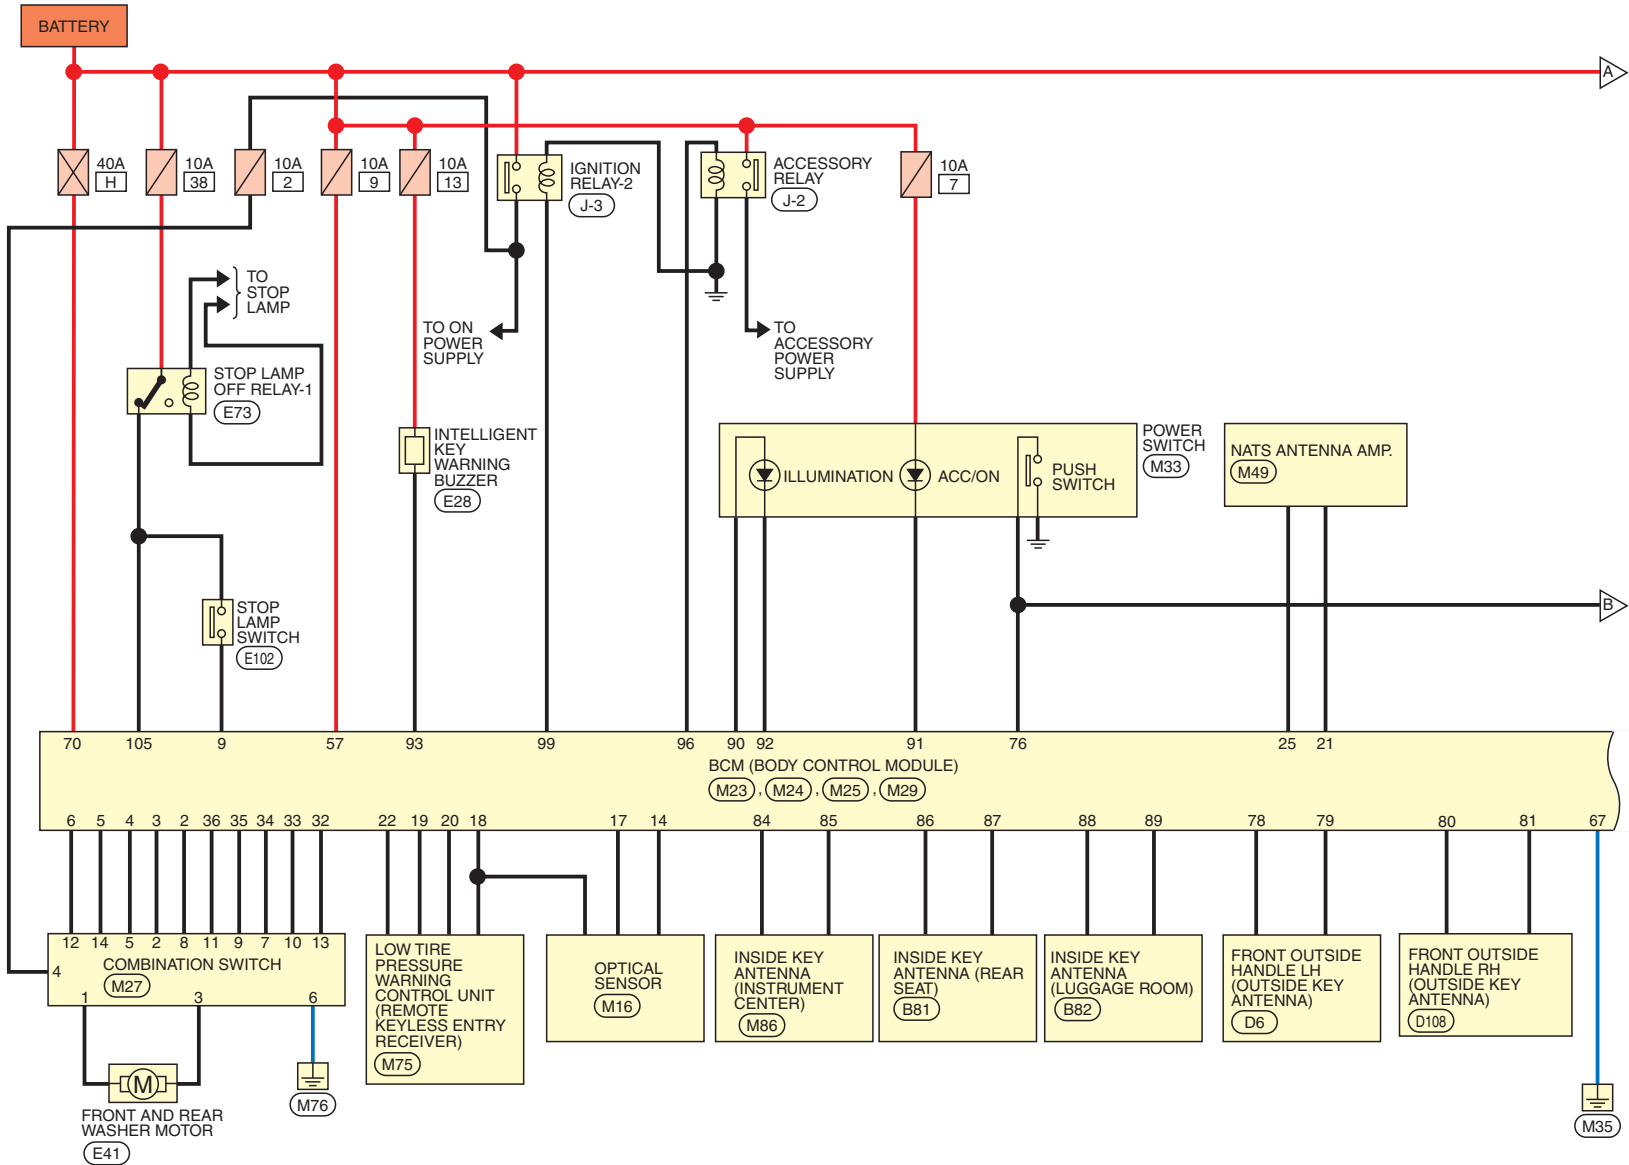 BATTERY
A
40A
H
10A
38
10A
2
10A
9
10A
13
IGNITION
RELAY-2
J-3
ACCESSORY
RELAY
J-2
10A
7
TO
STOP
LAMP
TO ON
POWER
SUPPLY
TO
ACCESSORY
POWER
SUPPLY
STOP LAMP
OFF RELAY-1
E73
INTELLIGENT
KEY
WARNING
BUZZER
E28
ILLUMINATION
ACC/ON
PUSH
SWITCH
POWER
SWITCH
M33
NATS ANTENNA AMP.
M49
STOP
LAMP
SWITCH
E102
B
70 105 9 57 93 99 96 90 92 91 76 25 21
BCM (BODY CONTROL MODULE)
M23 , M24 , M25 , M29
6 5 4 3 2 36 35 34 33 32 22 19 20 18 17 14 84 85 86 87 88 89 78 79 80 81 67
12 14 5 2 8 11 9 7 10 13
4
COMBINATION SWITCH
M27
1 3 6
LOW TIRE
PRESSURE
WARNING
CONTROL UNIT
(REMOTE
KEYLESS ENTRY
RECEIVER)
M75
OPTICAL
SENSOR
M16
INSIDE KEY
ANTENNA
(INSTRUMENT
CENTER)
M86
INSIDE KEY
ANTENNA (REAR
SEAT)
B81
INSIDE KEY
ANTENNA
(LUGGAGE ROOM)
B82
FRONT OUTSIDE
HANDLE LH
(OUTSIDE KEY
ANTENNA)
D6
FRONT OUTSIDE
HANDLE RH
(OUTSIDE KEY
ANTENNA)
D108
M
FRONT AND REAR
WASHER MOTOR
E41
M76
M35